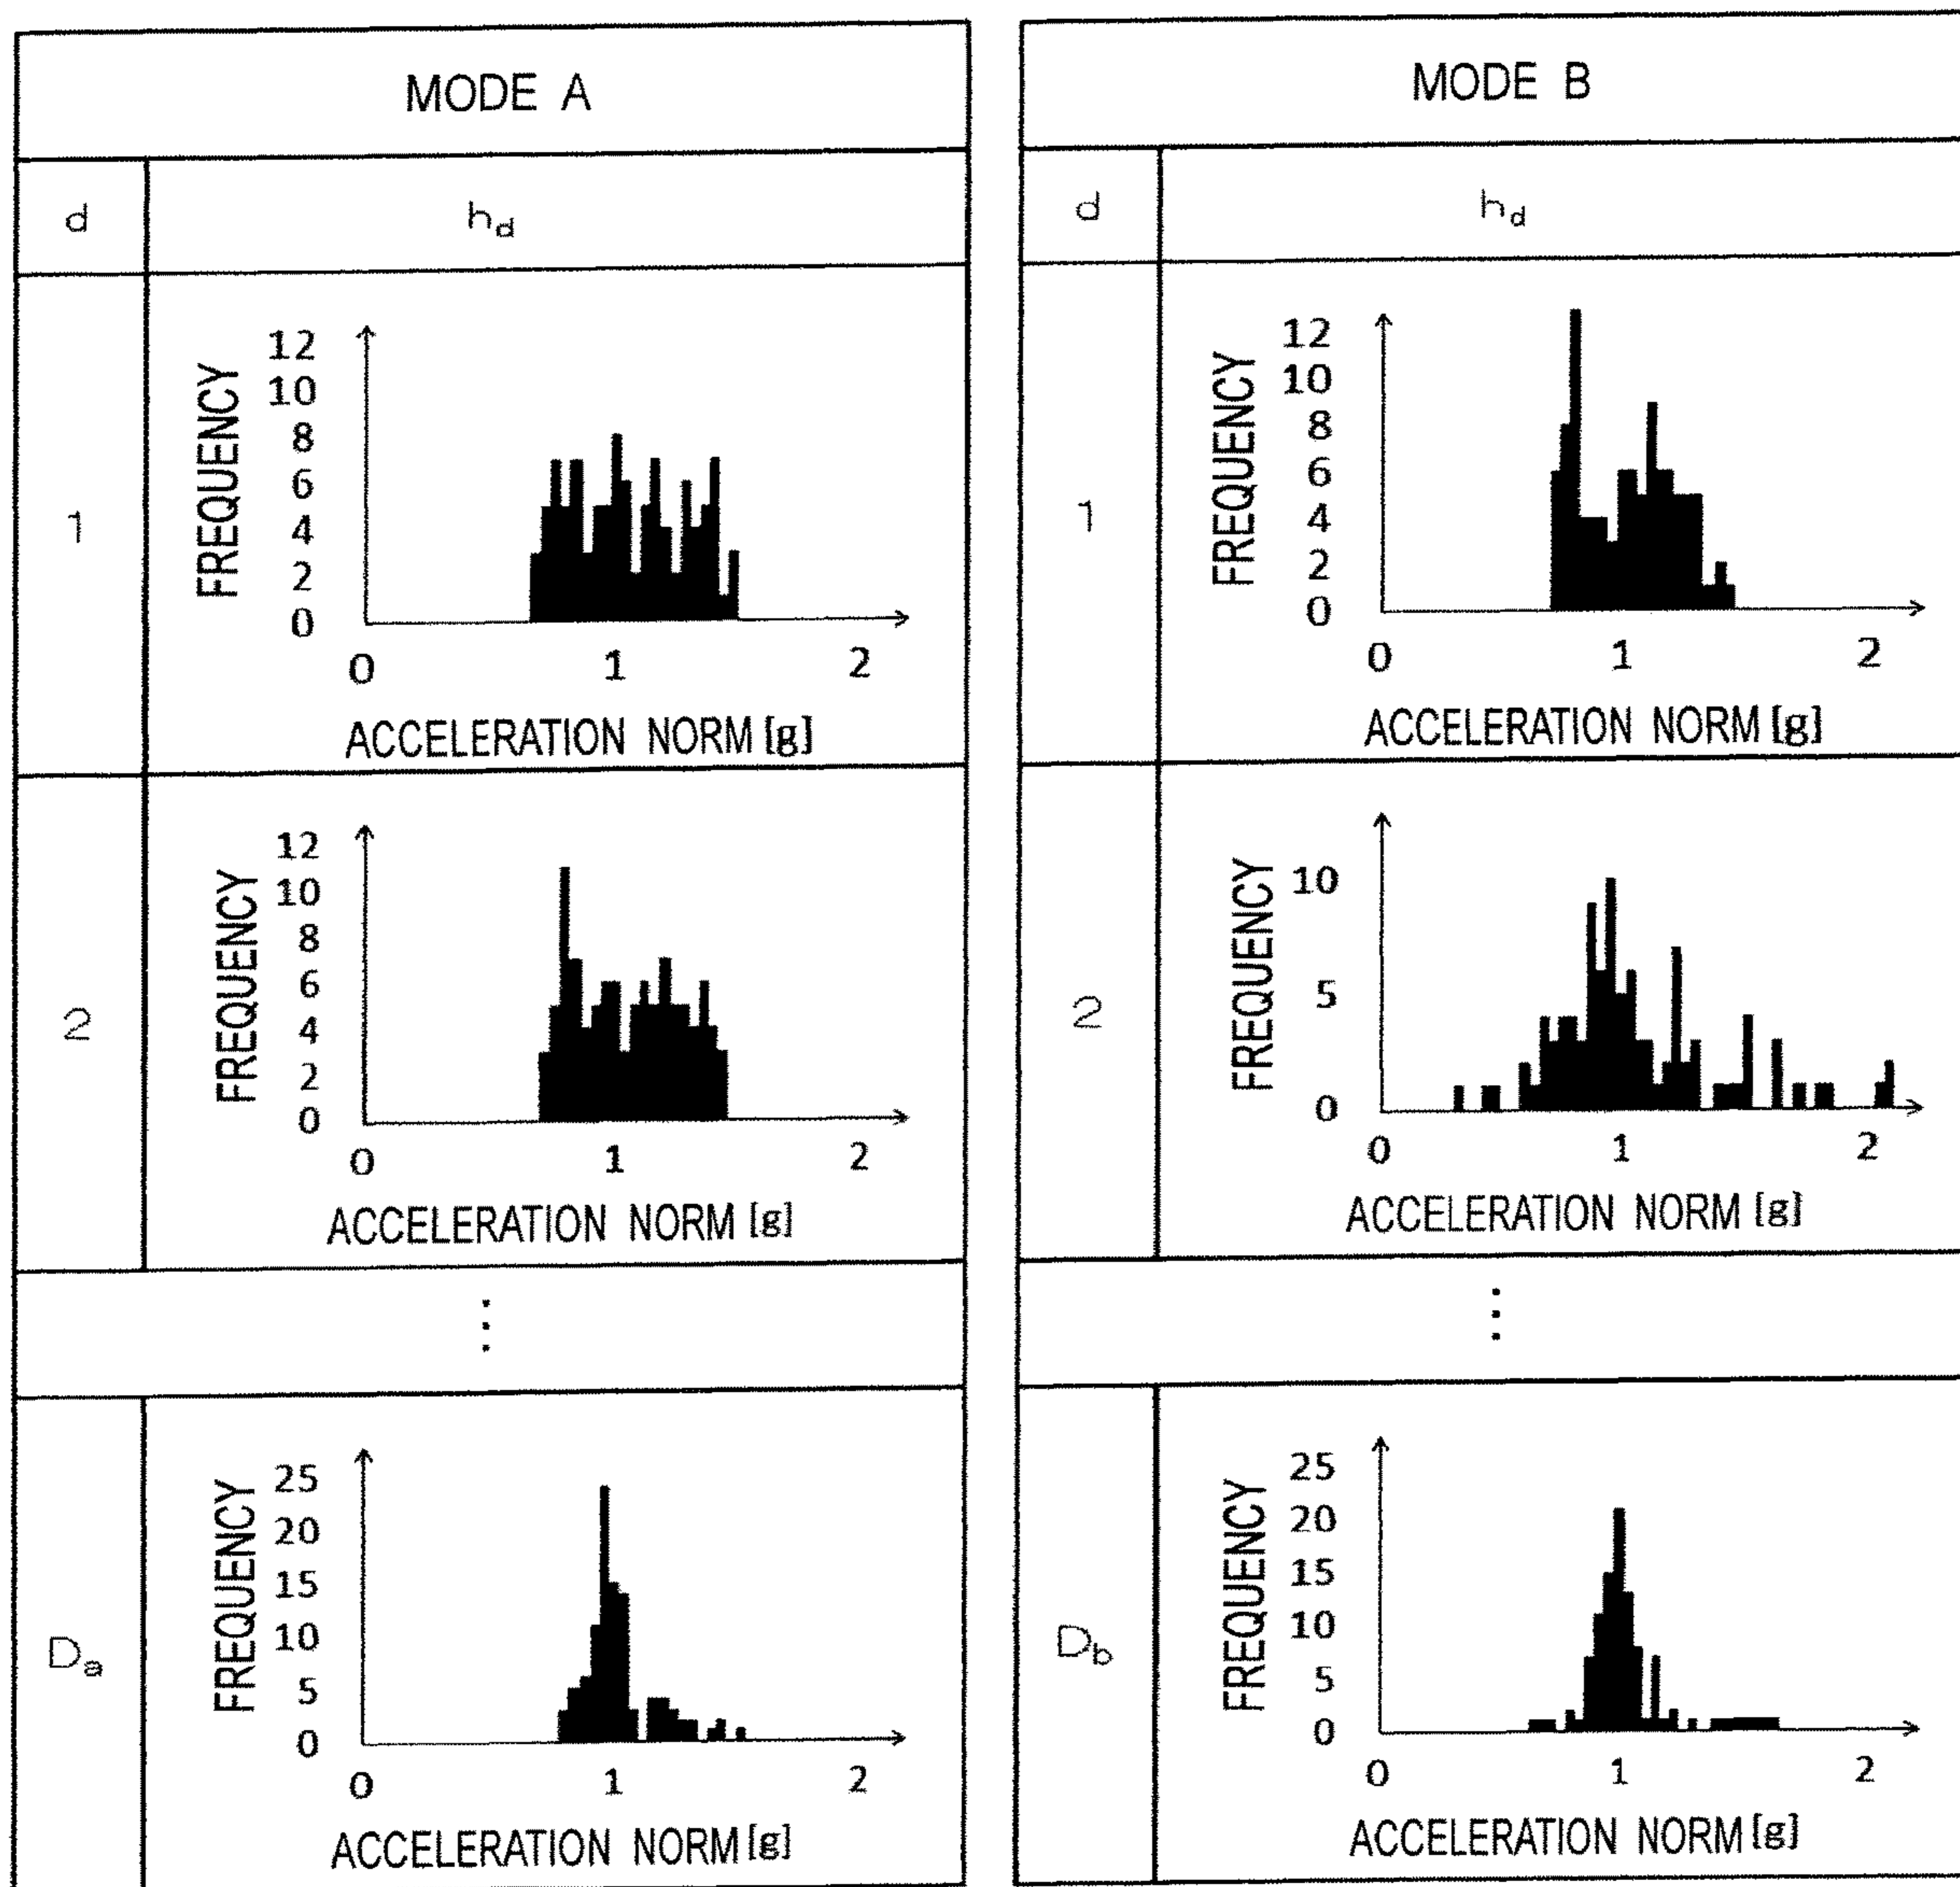 MODE A
d
h_d
1
FREQUENCY
12
10
8
6
4
2
0
0 1 2
ACCELERATION NORM [g]
2
FREQUENCY
12
10
8
6
4
2
0
0 1 2
ACCELERATION NORM [g]
⋮
D_a
FREQUENCY
25
20
15
10
5
0
0 1 2
ACCELERATION NORM [g]
MODE B
d
h_d
1
FREQUENCY
12
10
8
6
4
2
0
0 1 2
ACCELERATION NORM [g]
2
FREQUENCY
10
5
0
0 1 2
ACCELERATION NORM [g]
⋮
D_b
FREQUENCY
25
20
15
10
5
0
0 1 2
ACCELERATION NORM [g]